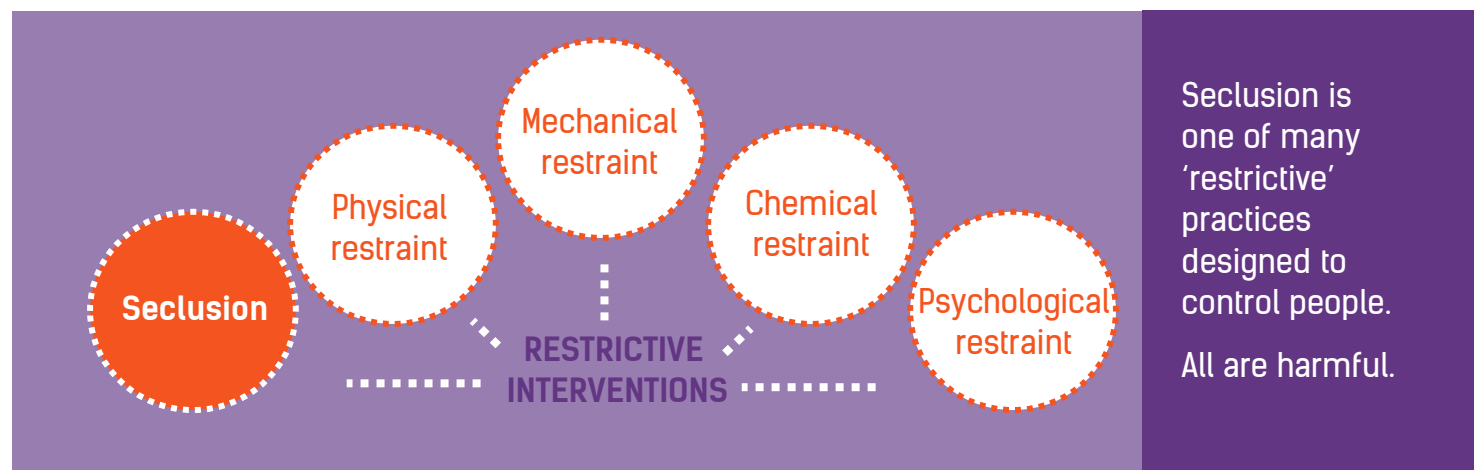 Seclusion
Physical
restraint
Mechanical
restraint
Chemical
restraint
Psychological
restraint
RESTRICTIVE
INTERVENTIONS
Seclusion is
one of many
‘restrictive’
practices
designed to
control people.
All are harmful.